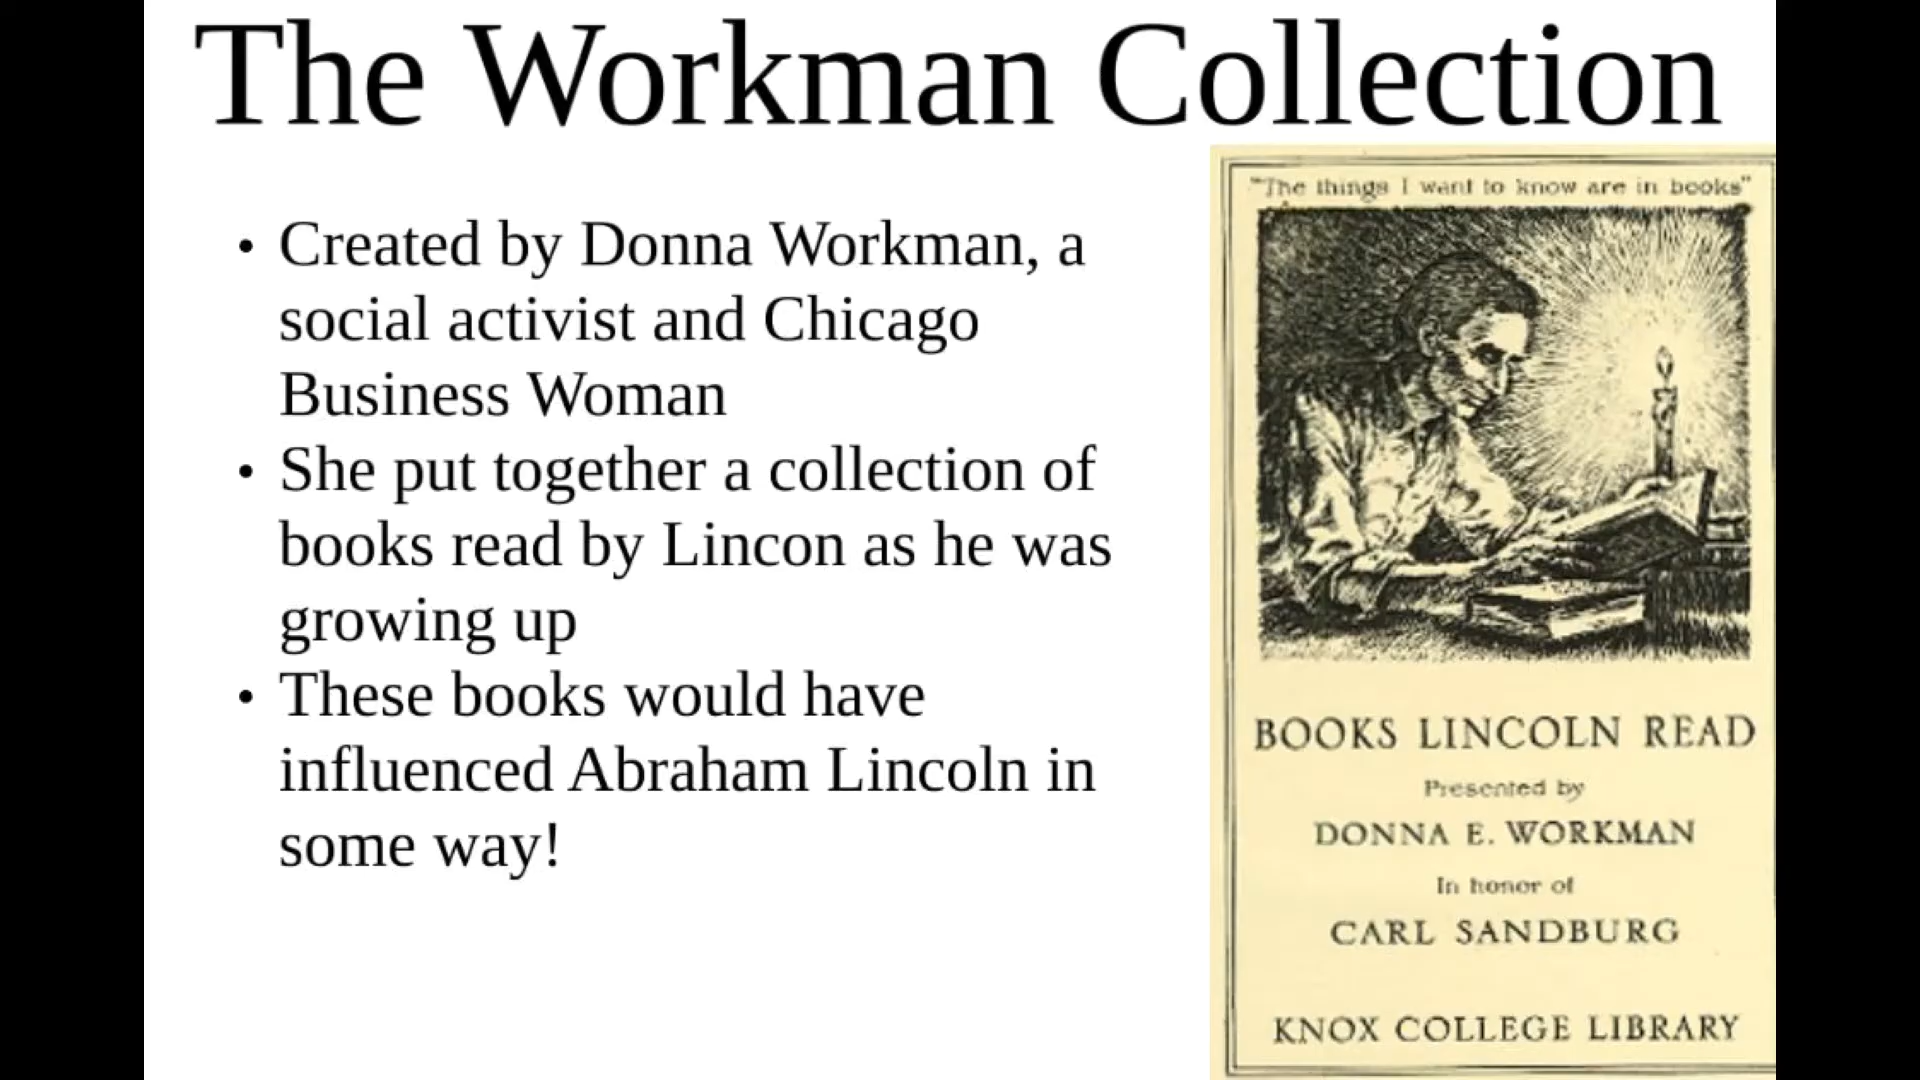 The Workman Collection
• Created by Donna Workman, a
social activist and Chicago
Business Woman
• She put together a collection of
books read by Lincon as he was
growing up
• These books would have
influenced Abraham Lincoln in
some way!
"The things I want to know are in books"
BOOKS LINCOLN READ
Presented by
DONNA E. WORKMAN
In honor of
CARL SANDBURG
KNOX COLLEGE LIBRARY